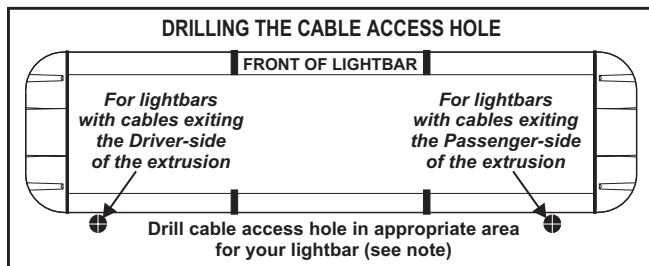 DRILLING THE CABLE ACCESS HOLE
FRONT OF LIGHTBAR
For lightbars
with cables exiting
the Driver-side
of the extrusion
For lightbars
with cables exiting
the Passenger-side
of the extrusion
Drill cable access hole in appropriate area
for your lightbar (see note)